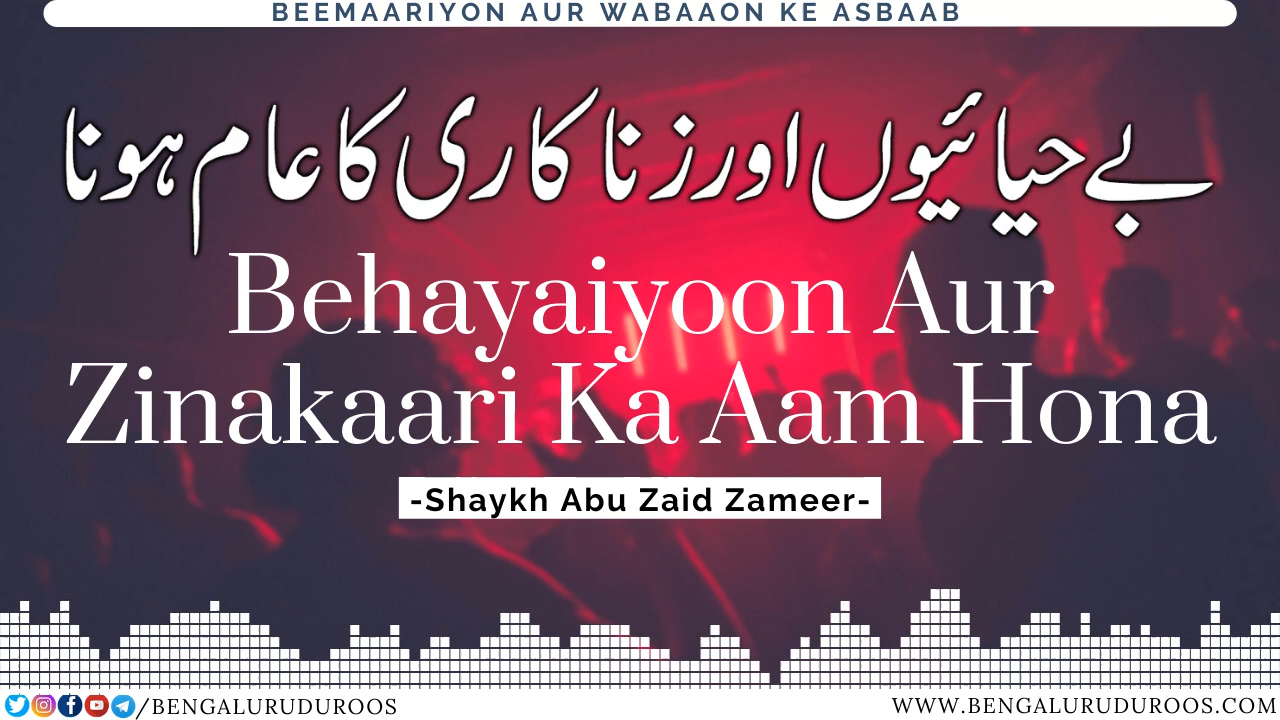 BEEMAARIYON AUR WABAAON KE ASBAAB
بے حیائیوں اور زنا کاری کا عام ہونا
Behayaiyoon Aur
Zinakaari Ka Aam Hona
-Shaykh Abu Zaid Zameer-
/BENGALURUDUROOS
WWW.BENGALURUDUROOS.COM